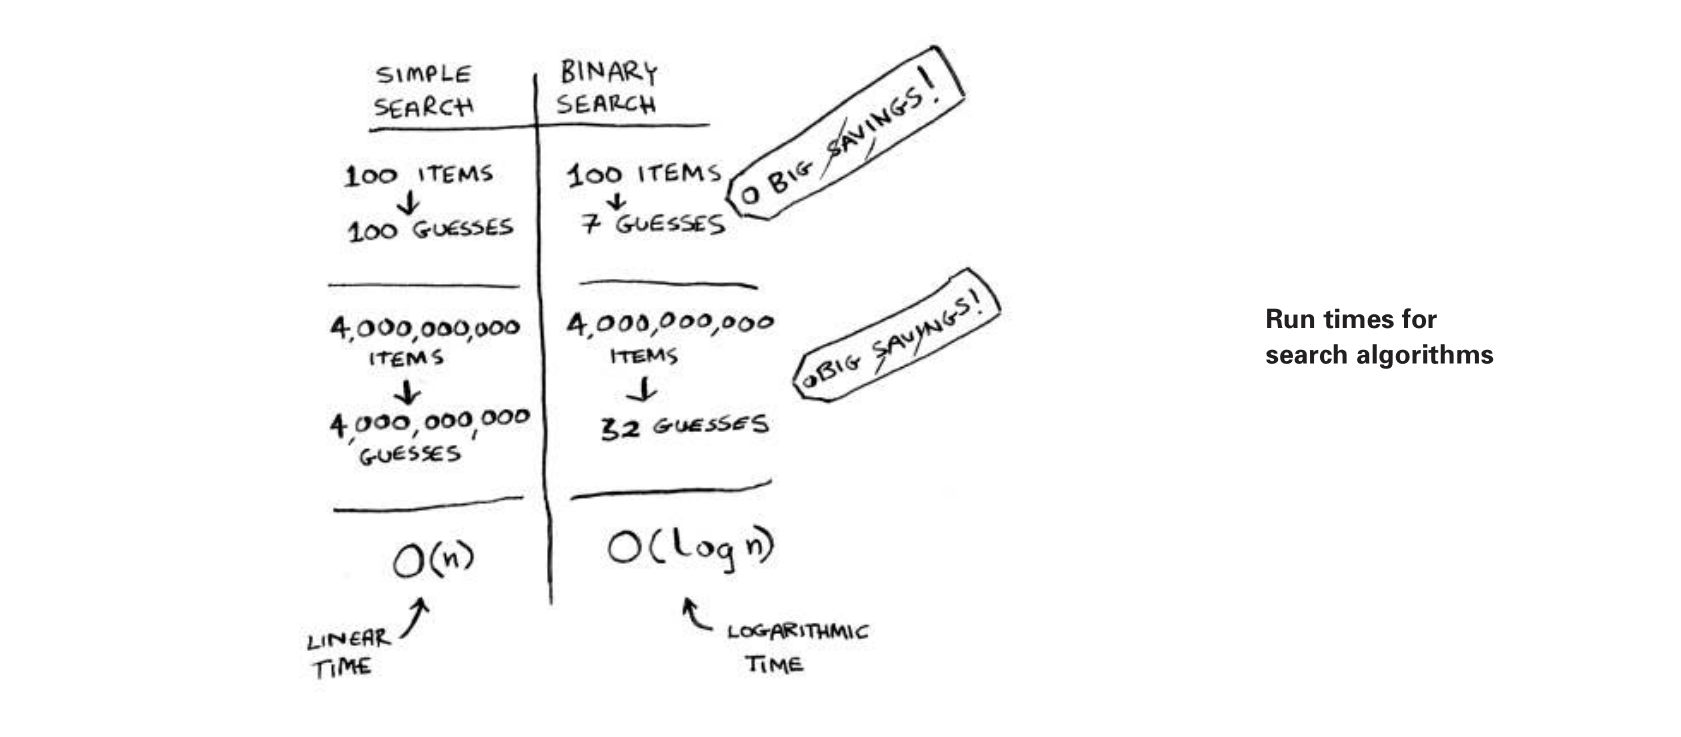 SIMPLE
SEARCH
BINARY
SEARCH
100 ITEMS
100 GUESSES
100 ITEMS
7 GUESSES
BIG SAVINGS!
4,000,000,000
ITEMS
4,000,000,000
GUESSES
4,000,000,000
ITEMS
32 GUESSES
BIG SAVINGS!
O(n)
O(log n)
LINEAR
TIME
LOGARITHMIC
TIME
Run times for
search algorithms